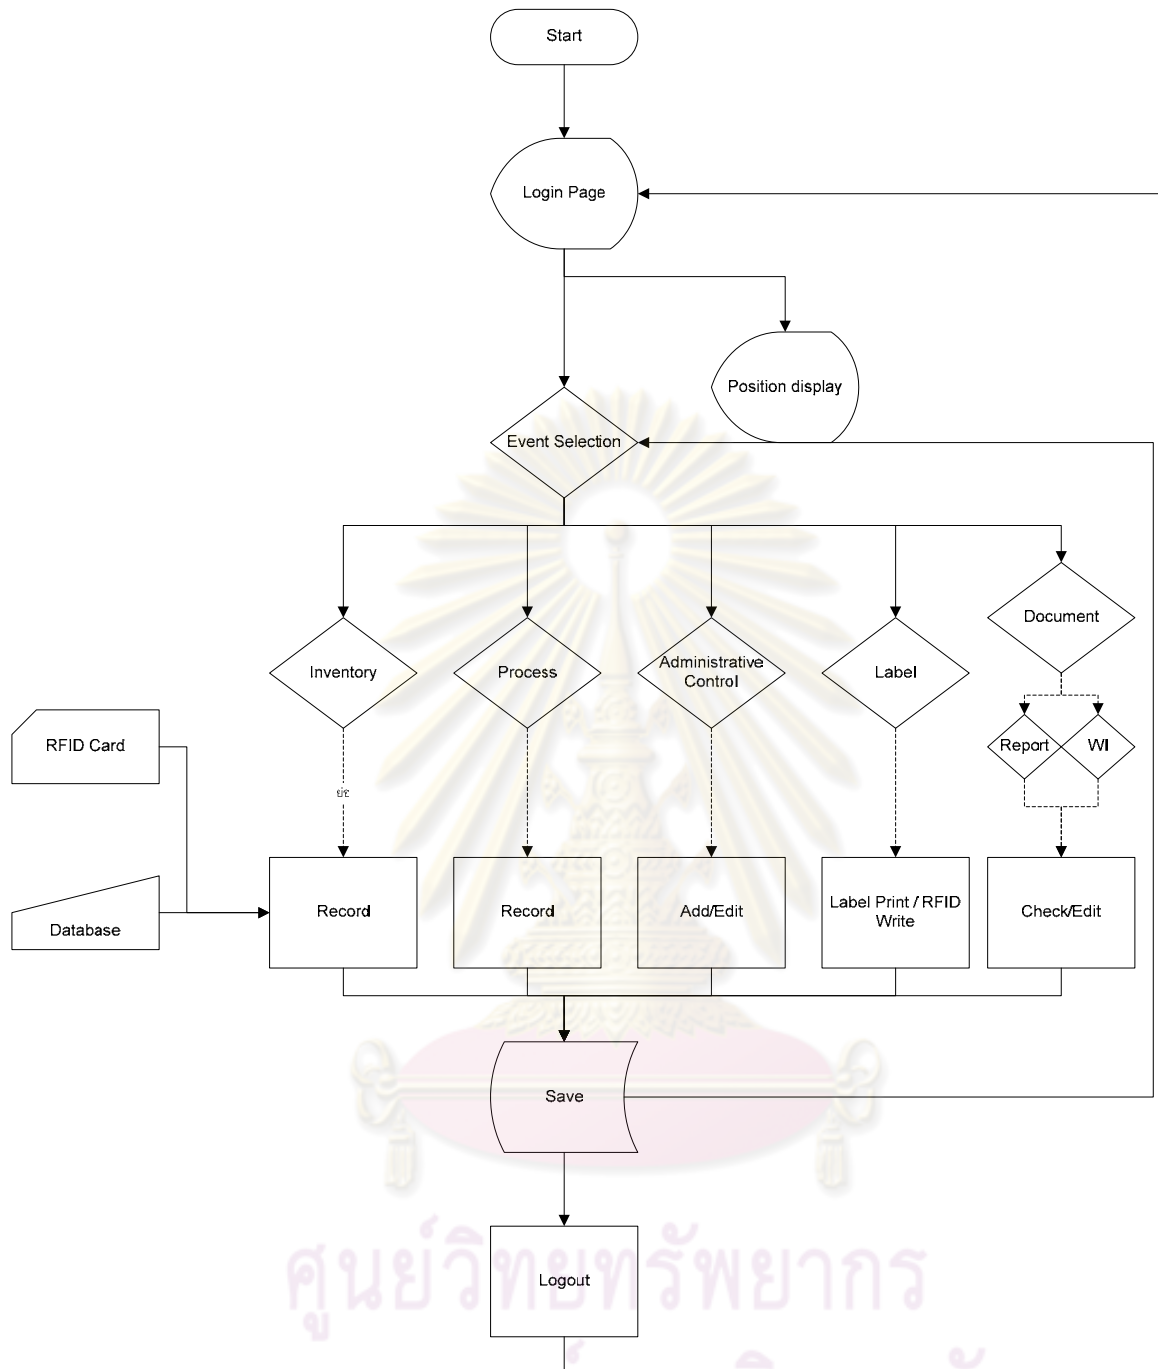 Start
Login Page
Position display
Event Selection
Document
Inventory
Process
Administrative
Control
Label
Report
WI
RFID Card
Database
Record
Record
Add/Edit
Label Print / RFID
Write
Check/Edit
Save
Logout
ศูนย์วิทยทรัพยากร